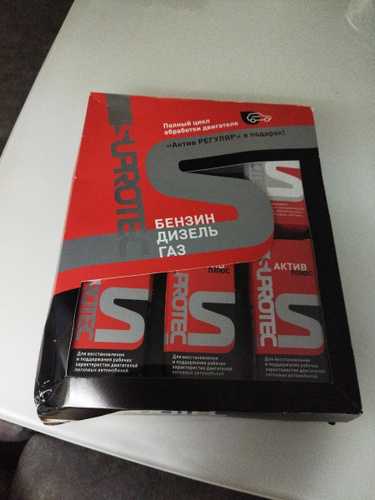 Полный цикл
обработки двигателя
«Актив РЕГУЛЯР» в подарок!
SUPROTEC
БЕНЗИН
ДИЗЕЛЬ
ГАЗ
АКТИВ
ПЛЮС
ПЛЮС
SUPROTEC
Для восстановления
и поддержания рабочих
характеристик двигателей
легковых автомобилей
Для восстановления
и поддержания рабочих
характеристик двигателей
легковых автомобилей
Для восстановления
и поддержания рабочих
характеристик двигателей
легковых автомобилей